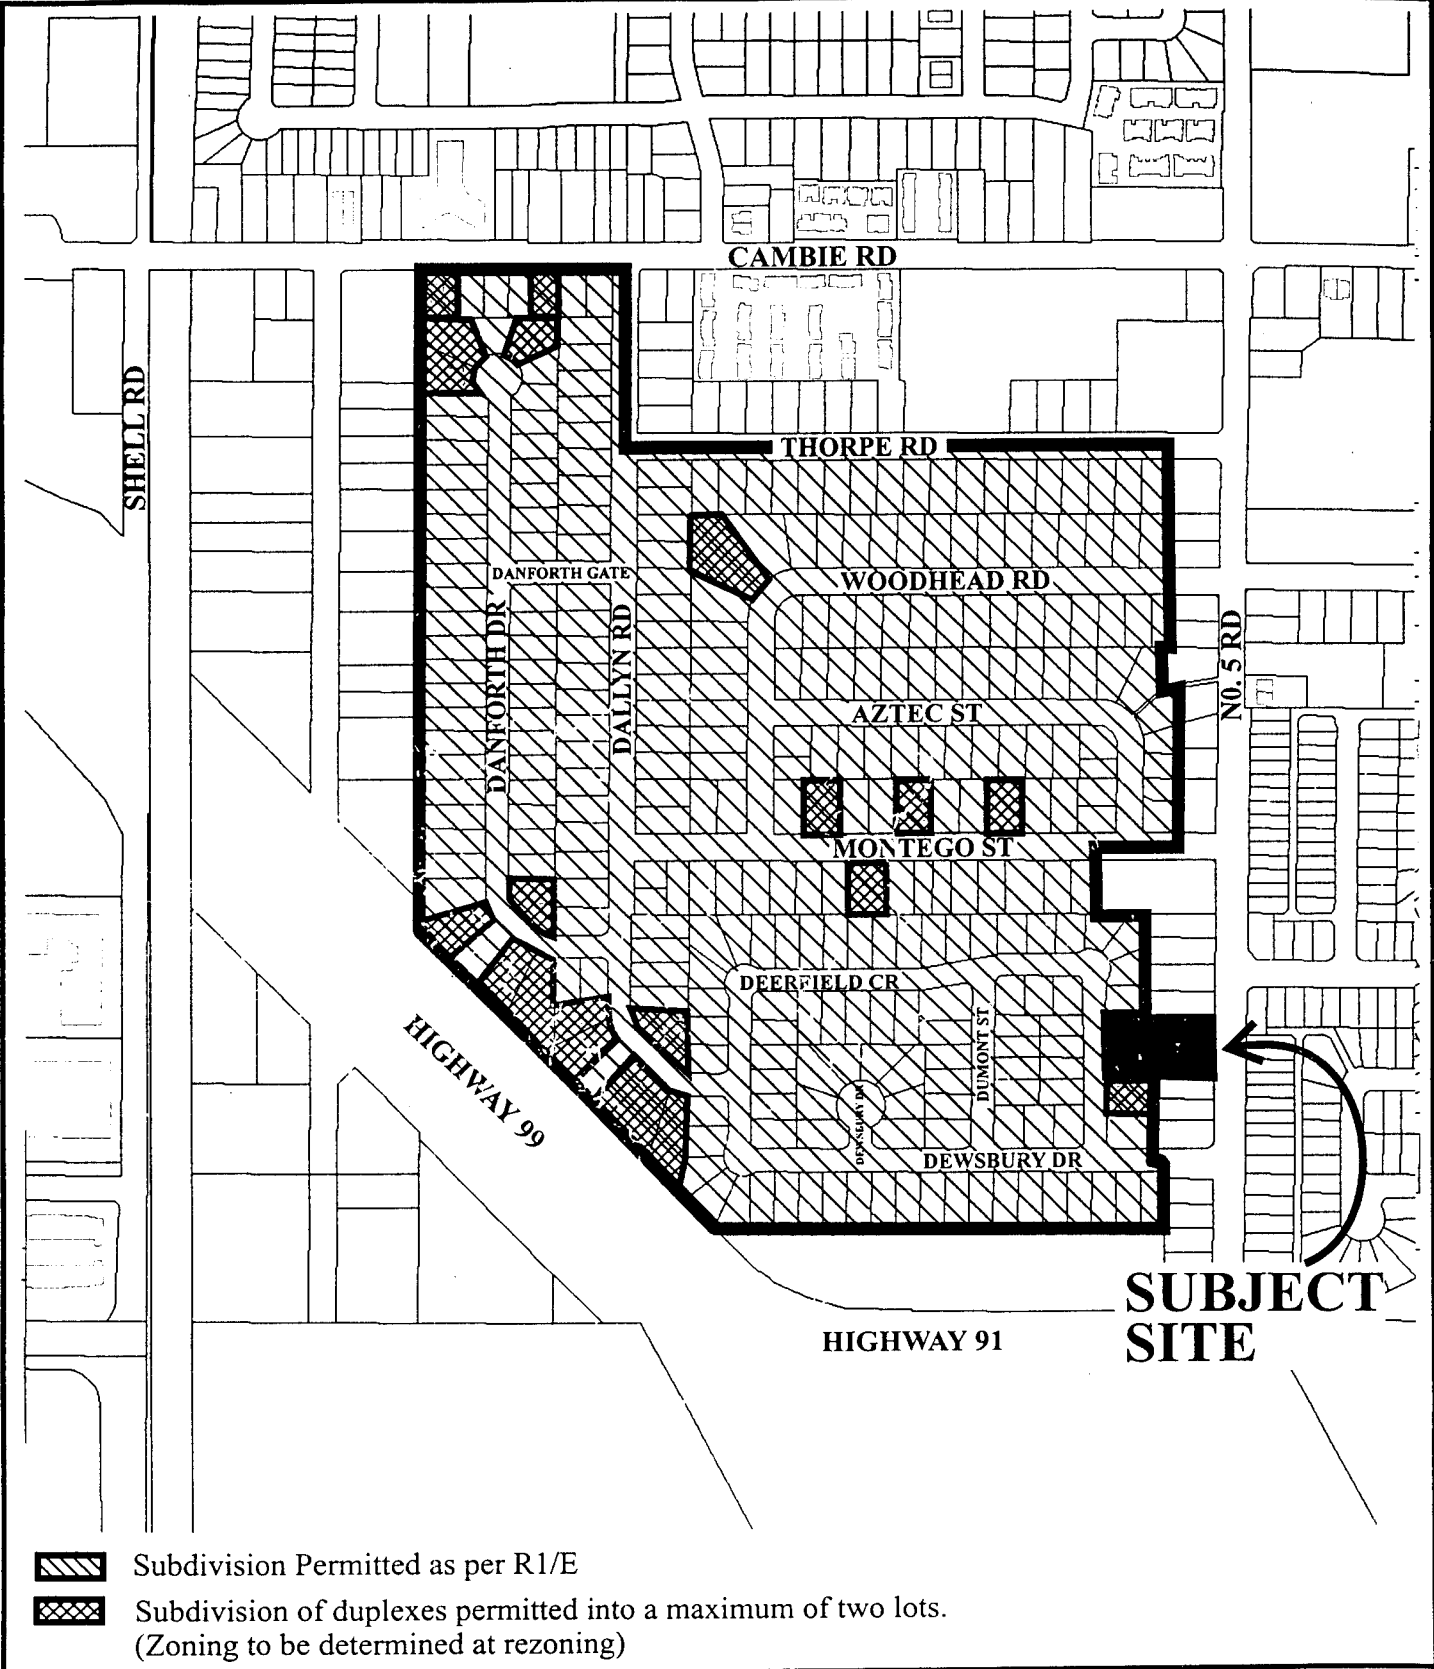 CAMBIE RD
SHELL RD
THORPE RD
DANFORTH GATE
WOODHEAD RD
DANFORTH DR
DALLYN RD
NO. 5 RD
AZTEC ST
MONTEGO ST
DEERFIELD CR
DUMONT ST
HIGHWAY 99
DEWSBURY DR
DEWSBURY DR
SUBJECT
SITE
HIGHWAY 91
Subdivision Permitted as per R1/E
Subdivision of duplexes permitted into a maximum of two lots.
(Zoning to be determined at rezoning)